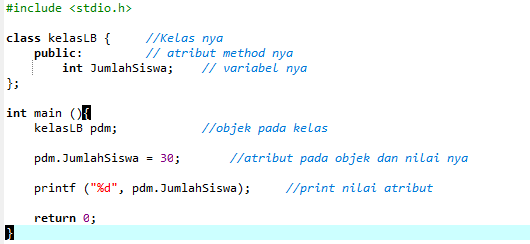 #include <stdio.h>
class kelasLB {     //Kelas nya
    public:         // atribut method nya
        int JumlahSiswa;    // variabel nya
};
int main (){
    kelasLB pdm;            //objek pada kelas
    pdm.JumlahSiswa = 30;       //atribut pada objek dan nilai nya
    printf ("%d", pdm.JumlahSiswa);     //print nilai atribut
    return 0;
}